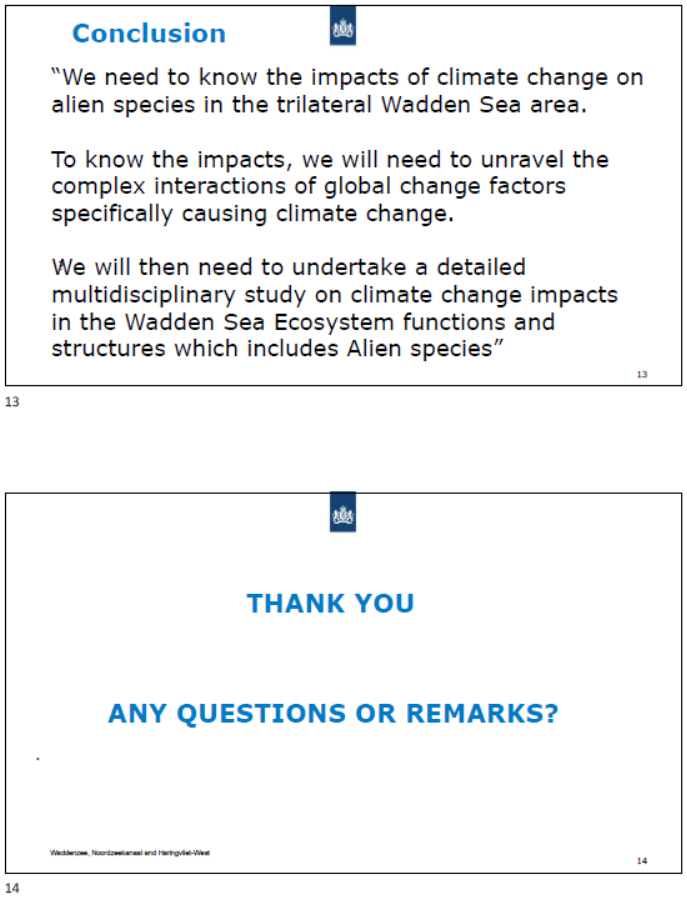 Conclusion
“We need to know the impacts of climate change on
alien species in the trilateral Wadden Sea area.
To know the impacts, we will need to unravel the
complex interactions of global change factors
specifically causing climate change.
We will then need to undertake a detailed
multidisciplinary study on climate change impacts
in the Wadden Sea Ecosystem functions and
structures which includes Alien species”
13
13
THANK YOU
ANY QUESTIONS OR REMARKS?
.
Waddenzee, Noordzeekanaal and Haringvliet-West
14
14